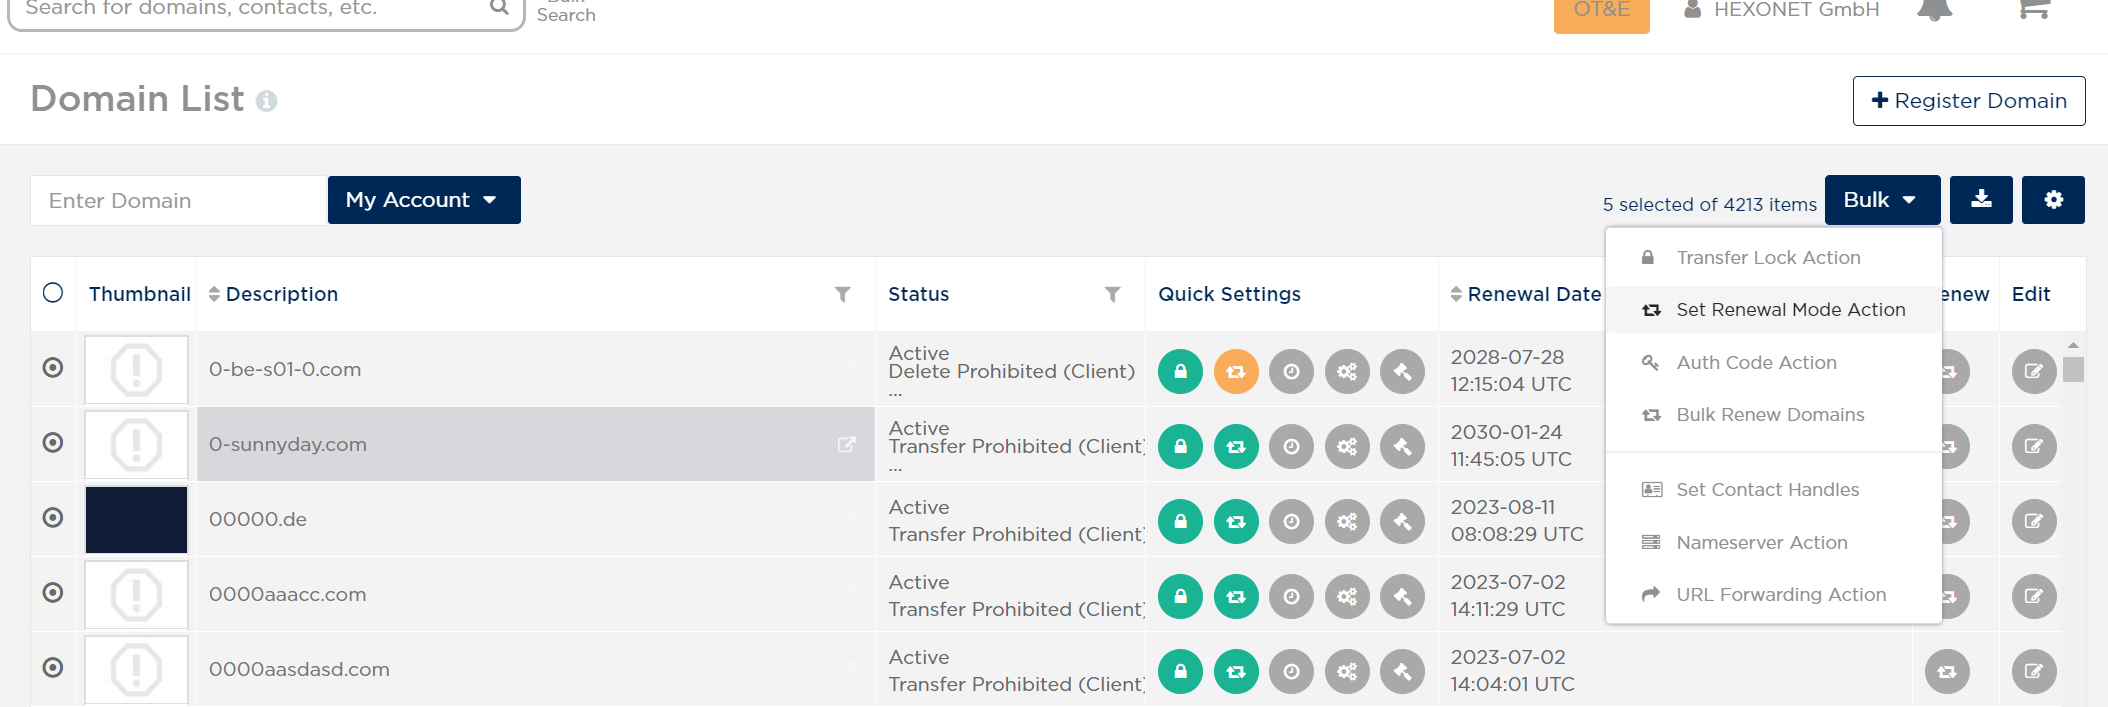 Search for domains, contacts, etc.
Bulk
Search
OT&E
HEXONET GmbH
Domain List
Register Domain
Enter Domain
My Account
5 selected of 4213 items
Bulk
Transfer Lock Action
Set Renewal Mode Action
Auth Code Action
Bulk Renew Domains
Set Contact Handles
Nameserver Action
URL Forwarding Action
Thumbnail
Description
Status
Quick Settings
Renewal Date
enew
Edit
0-be-s01-0.com
Active
Delete Prohibited (Client)
...
2028-07-28
12:15:04 UTC
0-sunnyday.com
Active
Transfer Prohibited (Client)
...
2030-01-24
11:45:05 UTC
00000.de
Active
Transfer Prohibited (Client)
2023-08-11
08:08:29 UTC
0000aaacc.com
Active
Transfer Prohibited (Client)
2023-07-02
14:11:29 UTC
0000aasdasd.com
Active
Transfer Prohibited (Client)
2023-07-02
14:04:01 UTC